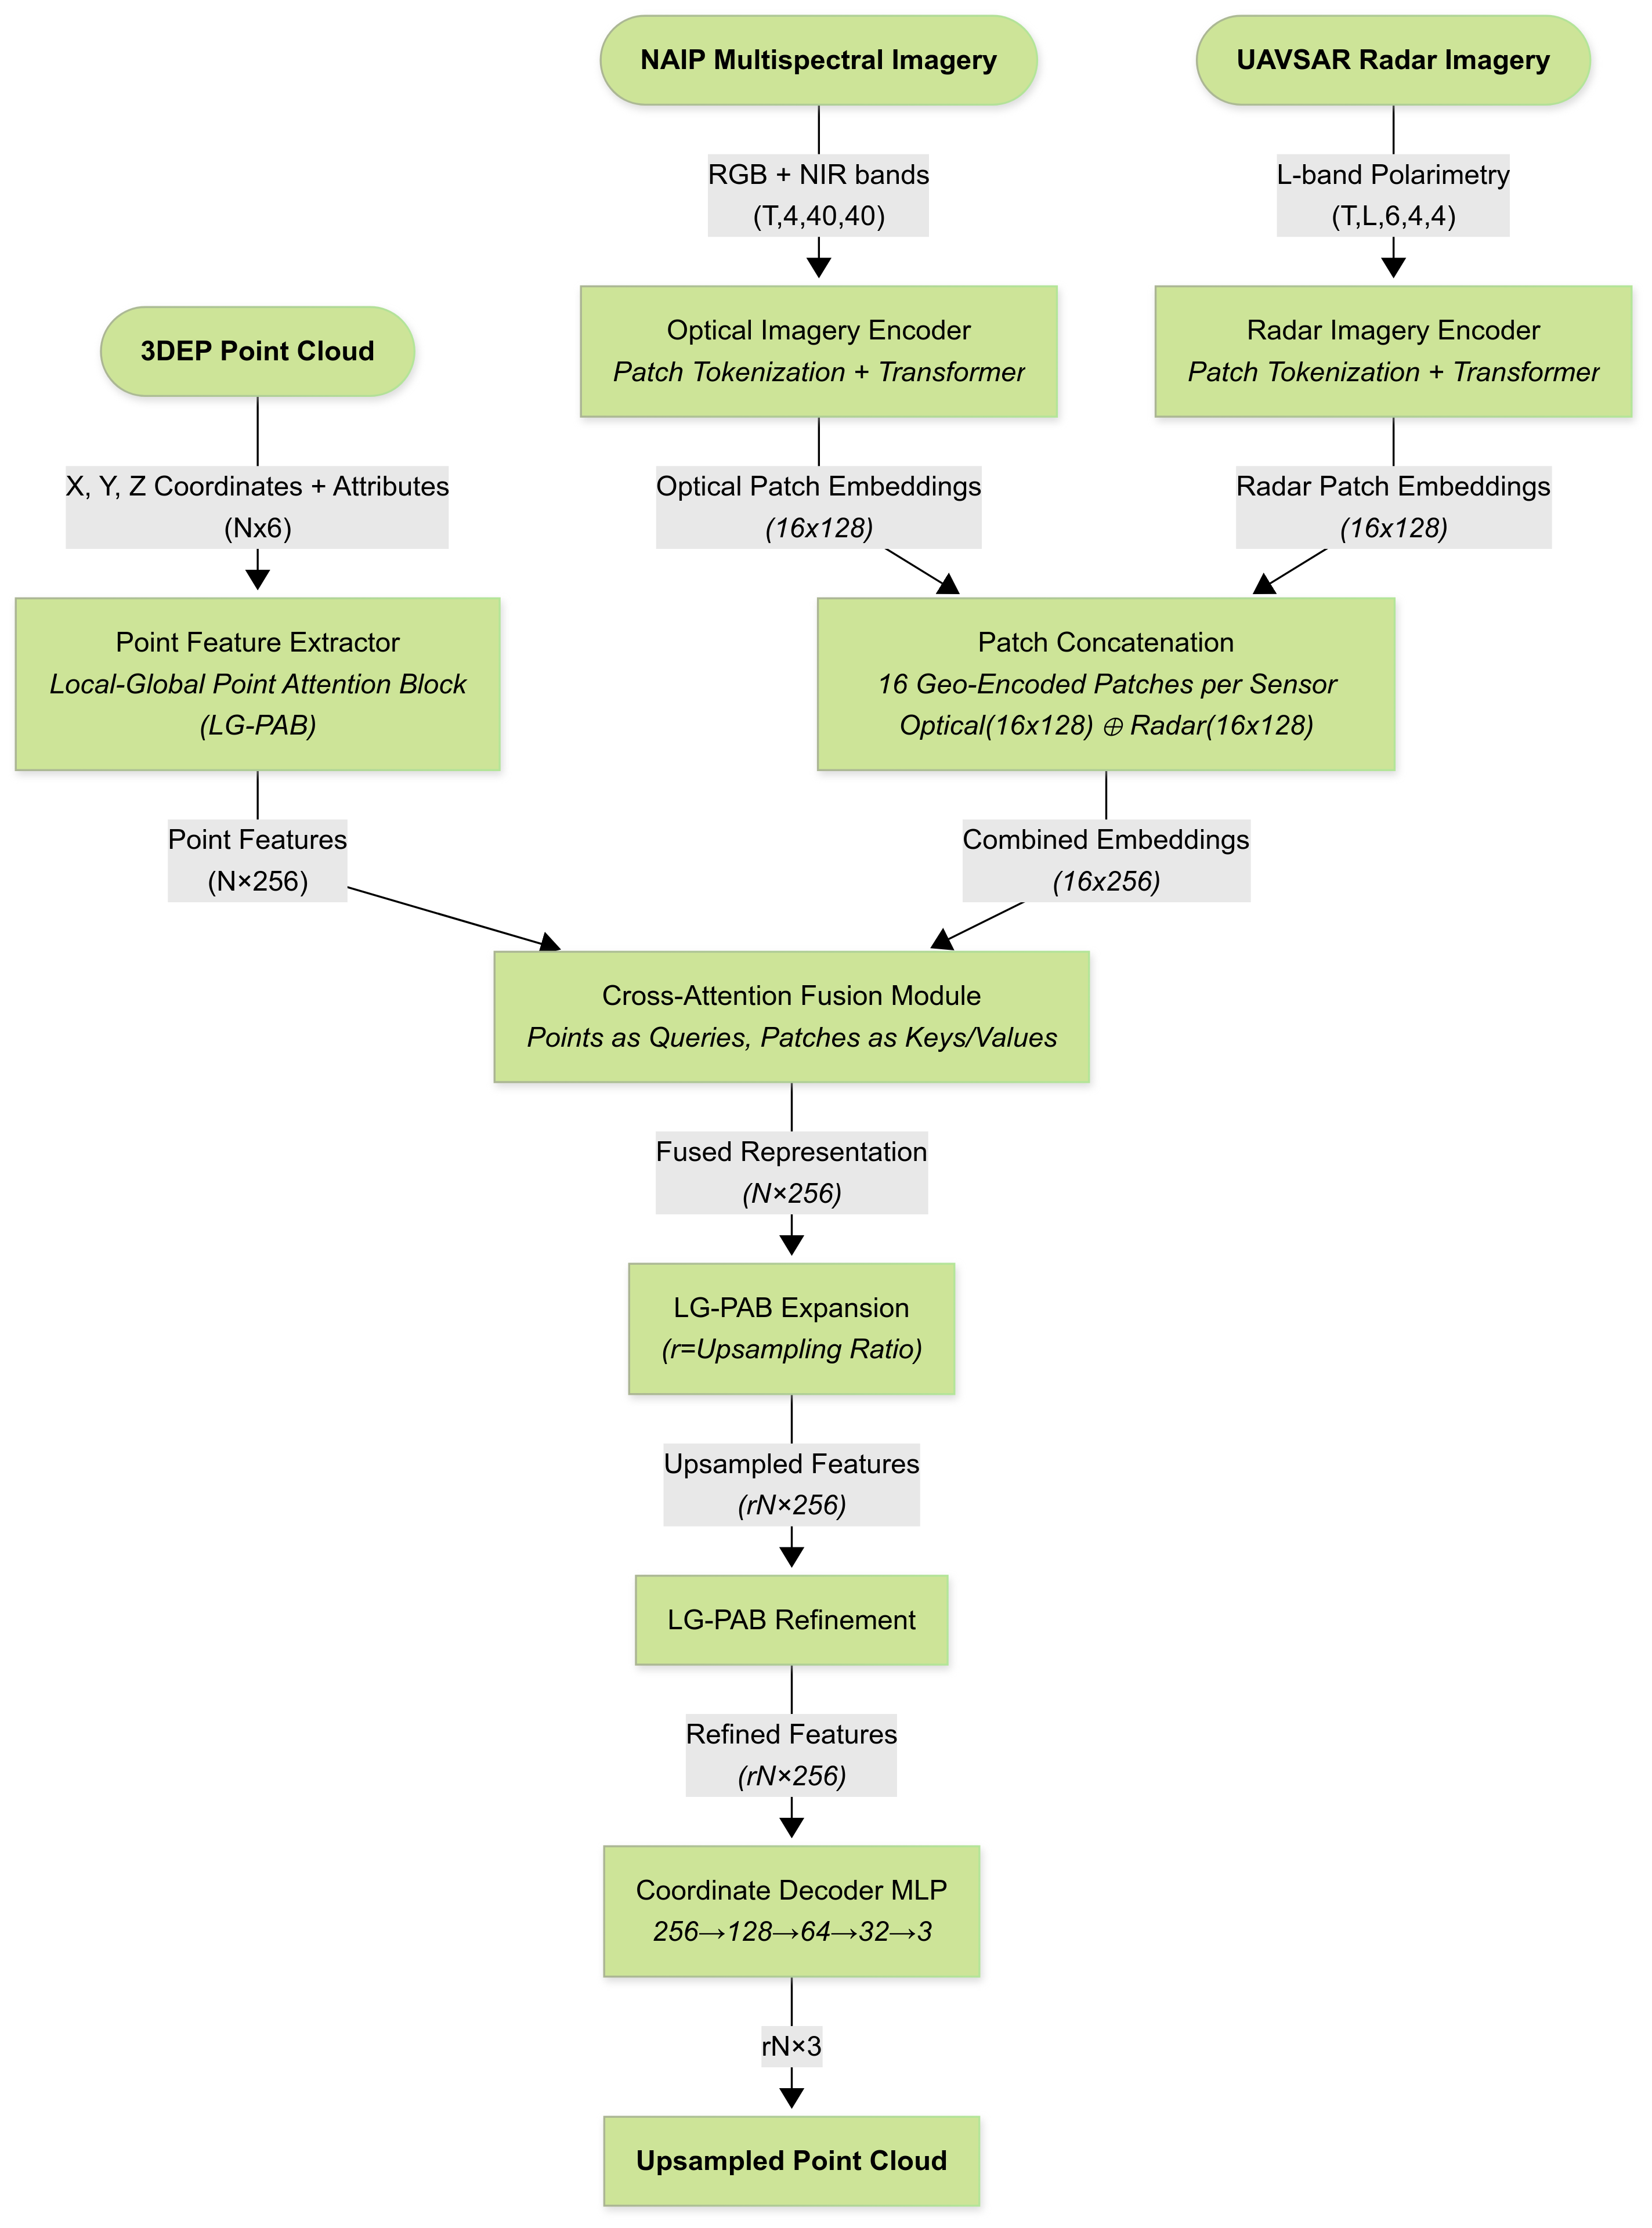 NAIP Multispectral Imagery
UAVSAR Radar Imagery
RGB + NIR bands
(T,4,40,40)
L-band Polarimetry
(T,L,6,4,4)
3DEP Point Cloud
Optical Imagery Encoder
Patch Tokenization + Transformer
Radar Imagery Encoder
Patch Tokenization + Transformer
X, Y, Z Coordinates + Attributes
(Nx6)
Optical Patch Embeddings
(16x128)
Radar Patch Embeddings
(16x128)
Point Feature Extractor
Local-Global Point Attention Block
(LG-PAB)
Patch Concatenation
16 Geo-Encoded Patches per Sensor
Optical(16x128) ⊕ Radar(16x128)
Point Features
(N×256)
Combined Embeddings
(16x256)
Cross-Attention Fusion Module
Points as Queries, Patches as Keys/Values
Fused Representation
(N×256)
LG-PAB Expansion
(r=Upsampling Ratio)
Upsampled Features
(rN×256)
LG-PAB Refinement
Refined Features
(rN×256)
Coordinate Decoder MLP
256→128→64→32→3
rN×3
Upsampled Point Cloud